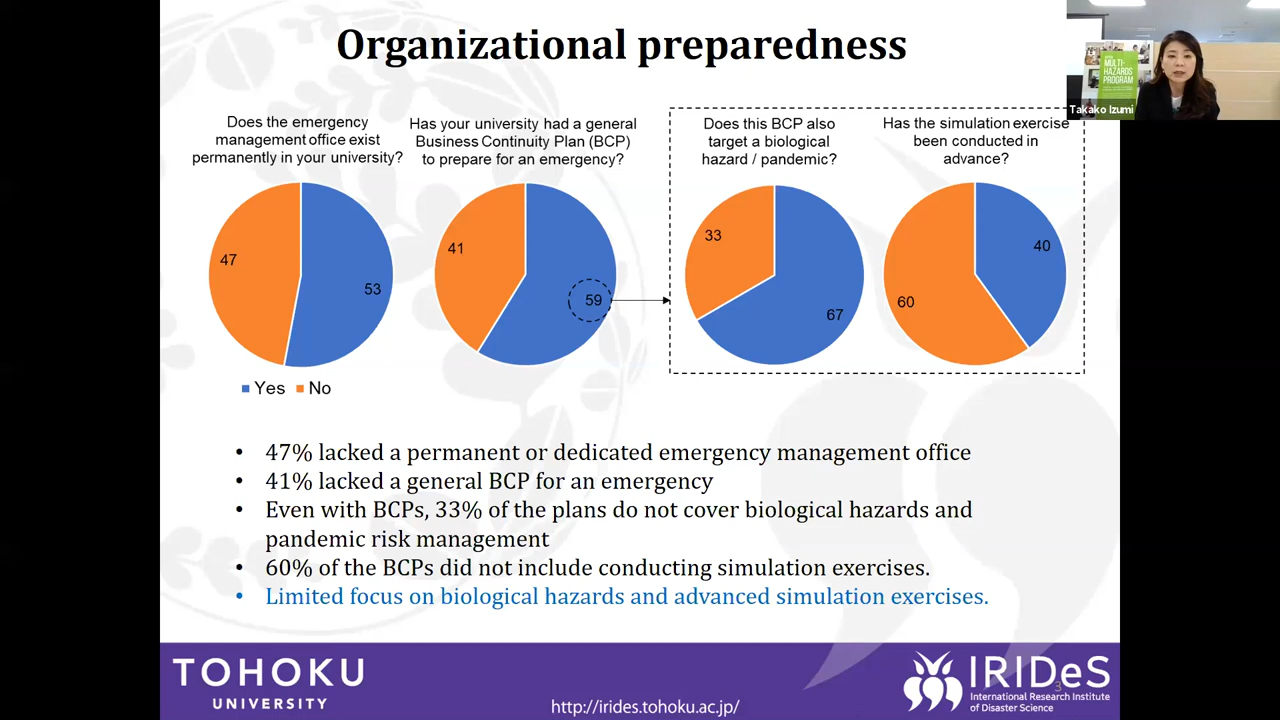 Organizational preparedness
MULTI-
HAZARDS
PROGRAM
Takako Izumi
Does the emergency
management office exist
permanently in your university?
47
53
Has your university had a general
Business Continuity Plan (BCP)
to prepare for an emergency?
41
59
Does this BCP also
target a biological
hazard / pandemic?
33
67
Has the simulation exercise
been conducted in
advance?
40
60
Yes No
• 47% lacked a permanent or dedicated emergency management office
• 41% lacked a general BCP for an emergency
• Even with BCPs, 33% of the plans do not cover biological hazards and
pandemic risk management
• 60% of the BCPs did not include conducting simulation exercises.
• Limited focus on biological hazards and advanced simulation exercises.
TOHOKU
UNIVERSITY
http://irides.tohoku.ac.jp/
IRIDeS
3
International Research Institute
of Disaster Science